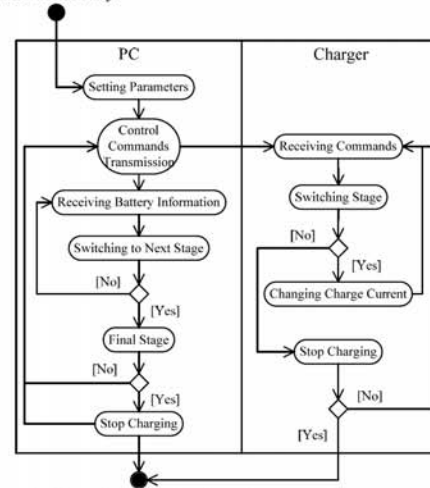 PC
Charger
Setting Parameters
Control
Commands
Transmission
Receiving Commands
Receiving Battery Information
Switching Stage
Switching to Next Stage
[No]
[Yes]
[No]
[Yes]
Changing Charge Current
Final Stage
[No]
[Yes]
Stop Charging
Stop Charging
[No]
[Yes]